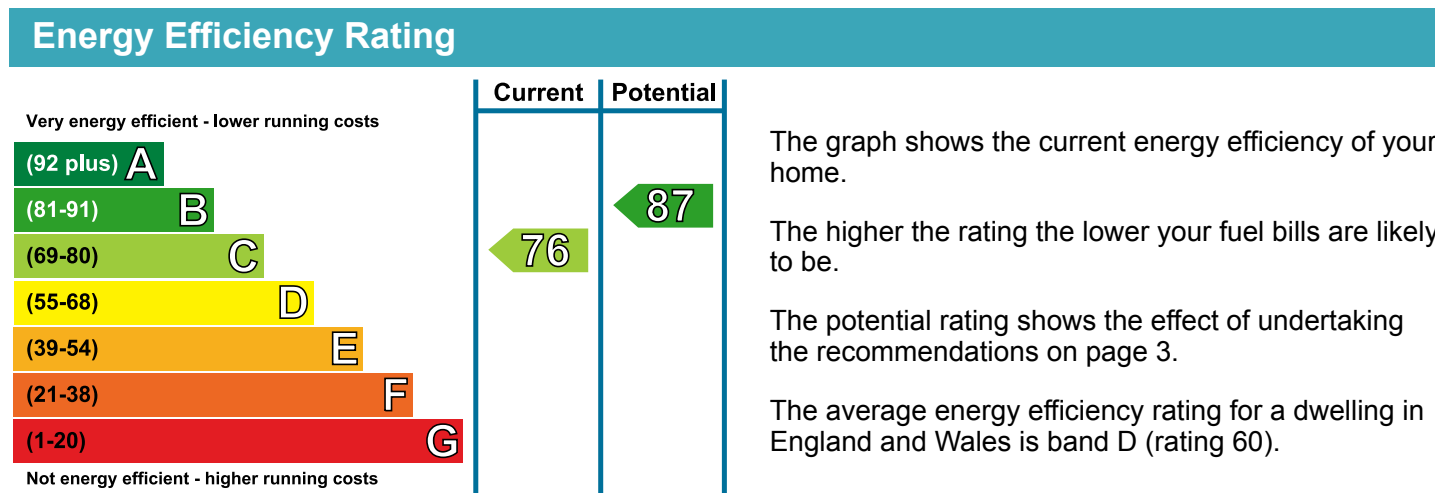 Energy Efficiency Rating
Current Potential
Very energy efficient - lower running costs
(92 plus) A
(81-91) B
87
(69-80) C
76
(55-68) D
(39-54) E
(21-38) F
(1-20) G
Not energy efficient - higher running costs
The graph shows the current energy efficiency of your
home.
The higher the rating the lower your fuel bills are likely
to be.
The potential rating shows the effect of undertaking
the recommendations on page 3.
The average energy efficiency rating for a dwelling in
England and Wales is band D (rating 60).